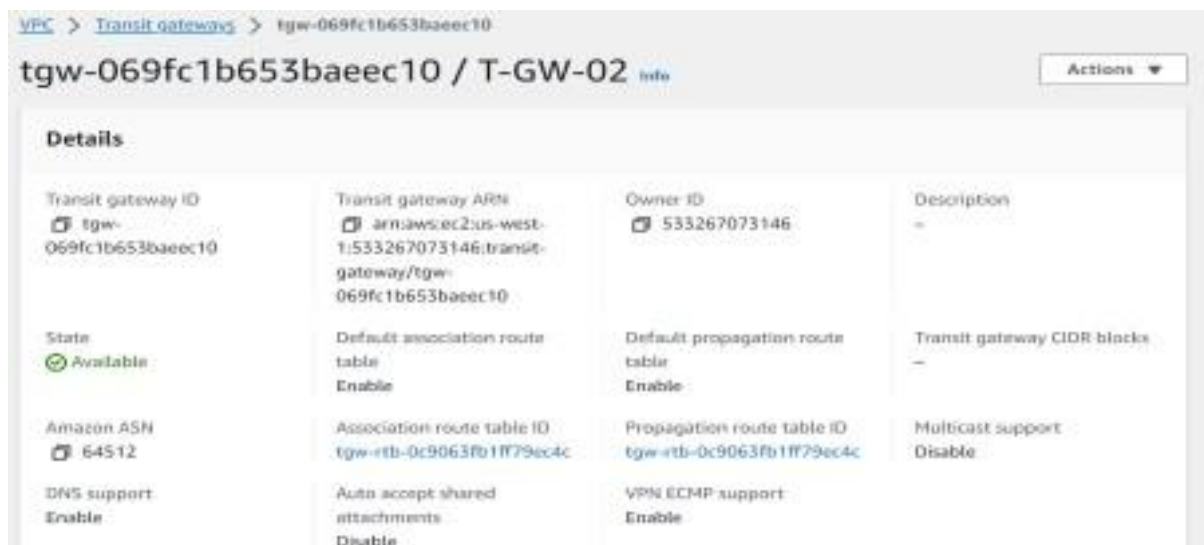 VPC > Transit gateways > tgw-069fc1b653baeec10
tgw-069fc1b653baeec10 / T-GW-02 Info
Actions
Details
Transit gateway ID
tgw-
069fc1b653baeec10
Transit gateway ARN
arn:aws:ec2:us-west-
1:533267073146:transit-
gateway/tgw-
069fc1b653baeec10
Owner ID
533267073146
Description
–
State
Available
Default association route
table
Enable
Default propagation route
table
Enable
Transit gateway CIDR blocks
–
Amazon ASN
64512
Association route table ID
tgw-rtb-0c9063fb1ff79ec4c
Propagation route table ID
tgw-rtb-0c9063fb1ff79ec4c
Multicast support
Disable
DNS support
Enable
Auto accept shared
attachments
Disable
VPN ECMP support
Enable